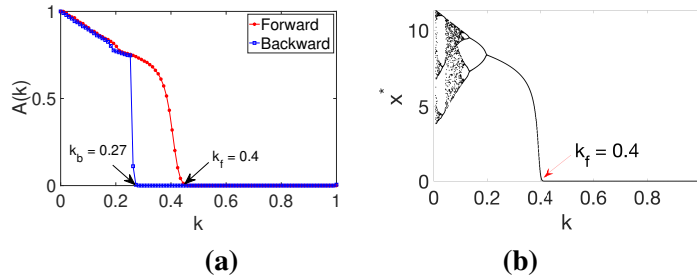 1
0.5
0
A(k)
Forward
Backward
k_b = 0.27
k_f = 0.4
0 0.2 0.4 0.6 0.8 1
k
(a)
10
5
0
x*
k_f = 0.4
0 0.2 0.4 0.6 0.8
k
(b)